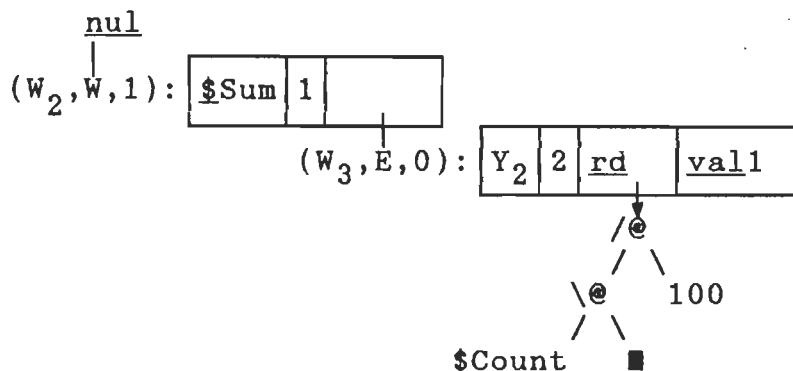 nul
(W₂,W,1): $Sum 1
(W₃,E,0): Y₂ 2 rd val1
/@
\@ 100
$Count ■